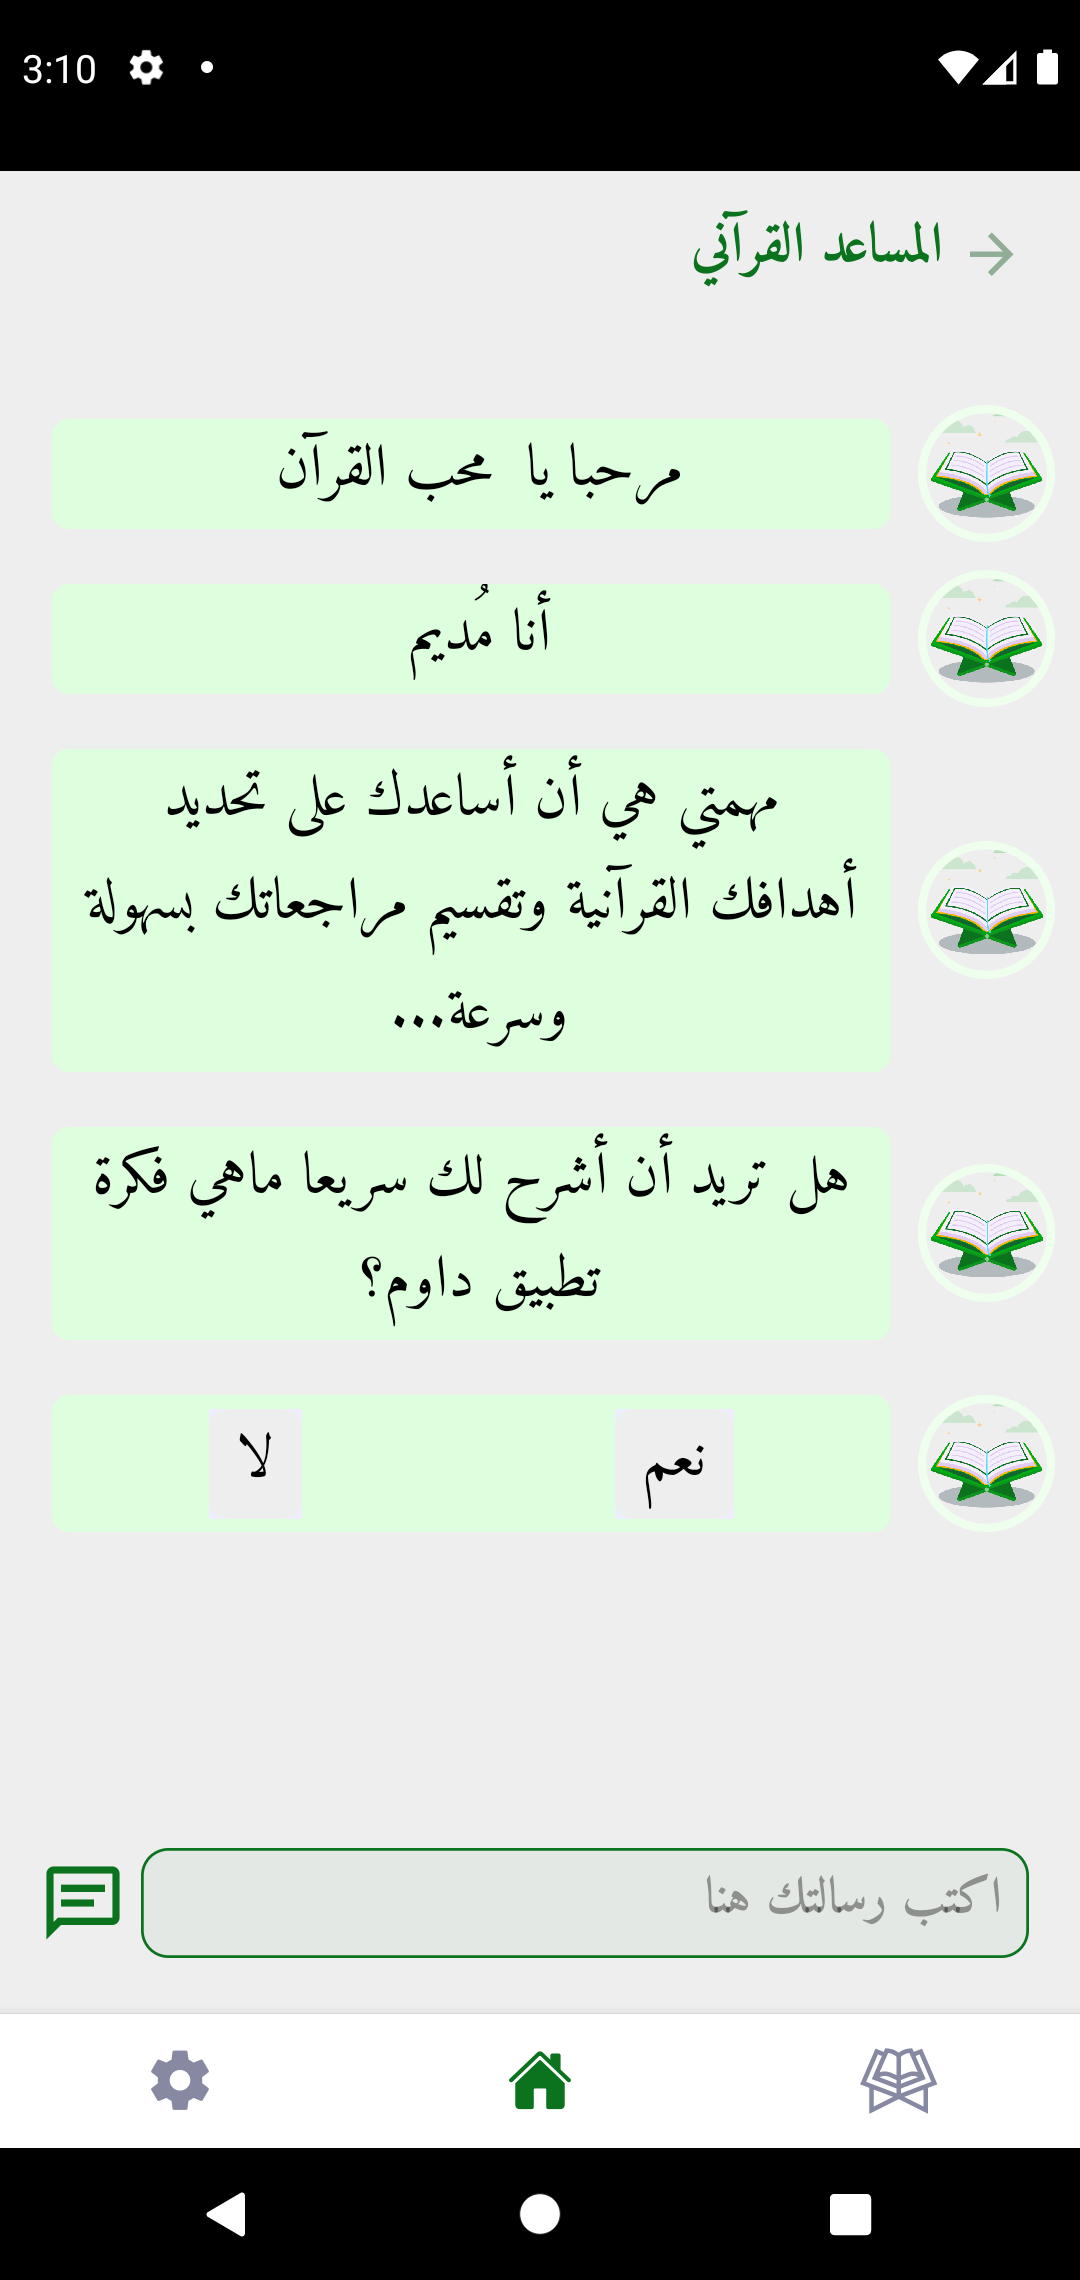 3:10
المساعد القرآني
مرحبا يا محب القرآن
أنا مُديم
مهمتي هي أن أساعدك على تحديد
أهدافك القرآنية وتقسيم مراجعاتك بسهولة
وسرعة...
هل تريد أن أشرح لك سريعا ماهي فكرة
تطبيق داوم؟
نعم
لا
اكتب رسالتك هنا